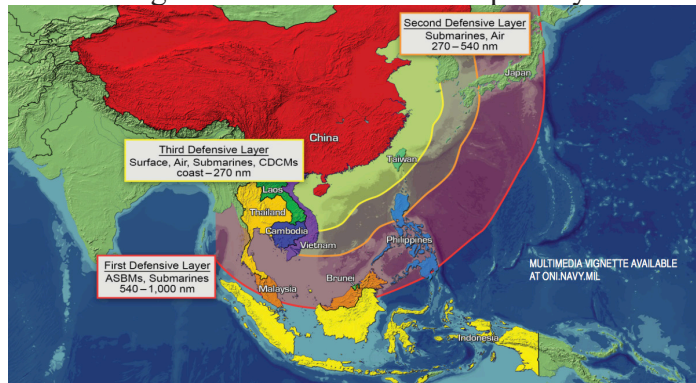 Second Defensive Layer
Submarines, Air
270–540 nm
Japan
China
Third Defensive Layer
Surface, Air, Submarines, CDCMs
coast–270 nm
Taiwan
Laos
Thailand
Cambodia
Vietnam
Philippines
First Defensive Layer
ASBMs, Submarines
540–1,000 nm
MULTIMEDIA VIGNETTE AVAILABLE
AT ONI.NAVY.MIL
Malaysia
Brunei
Indonesia